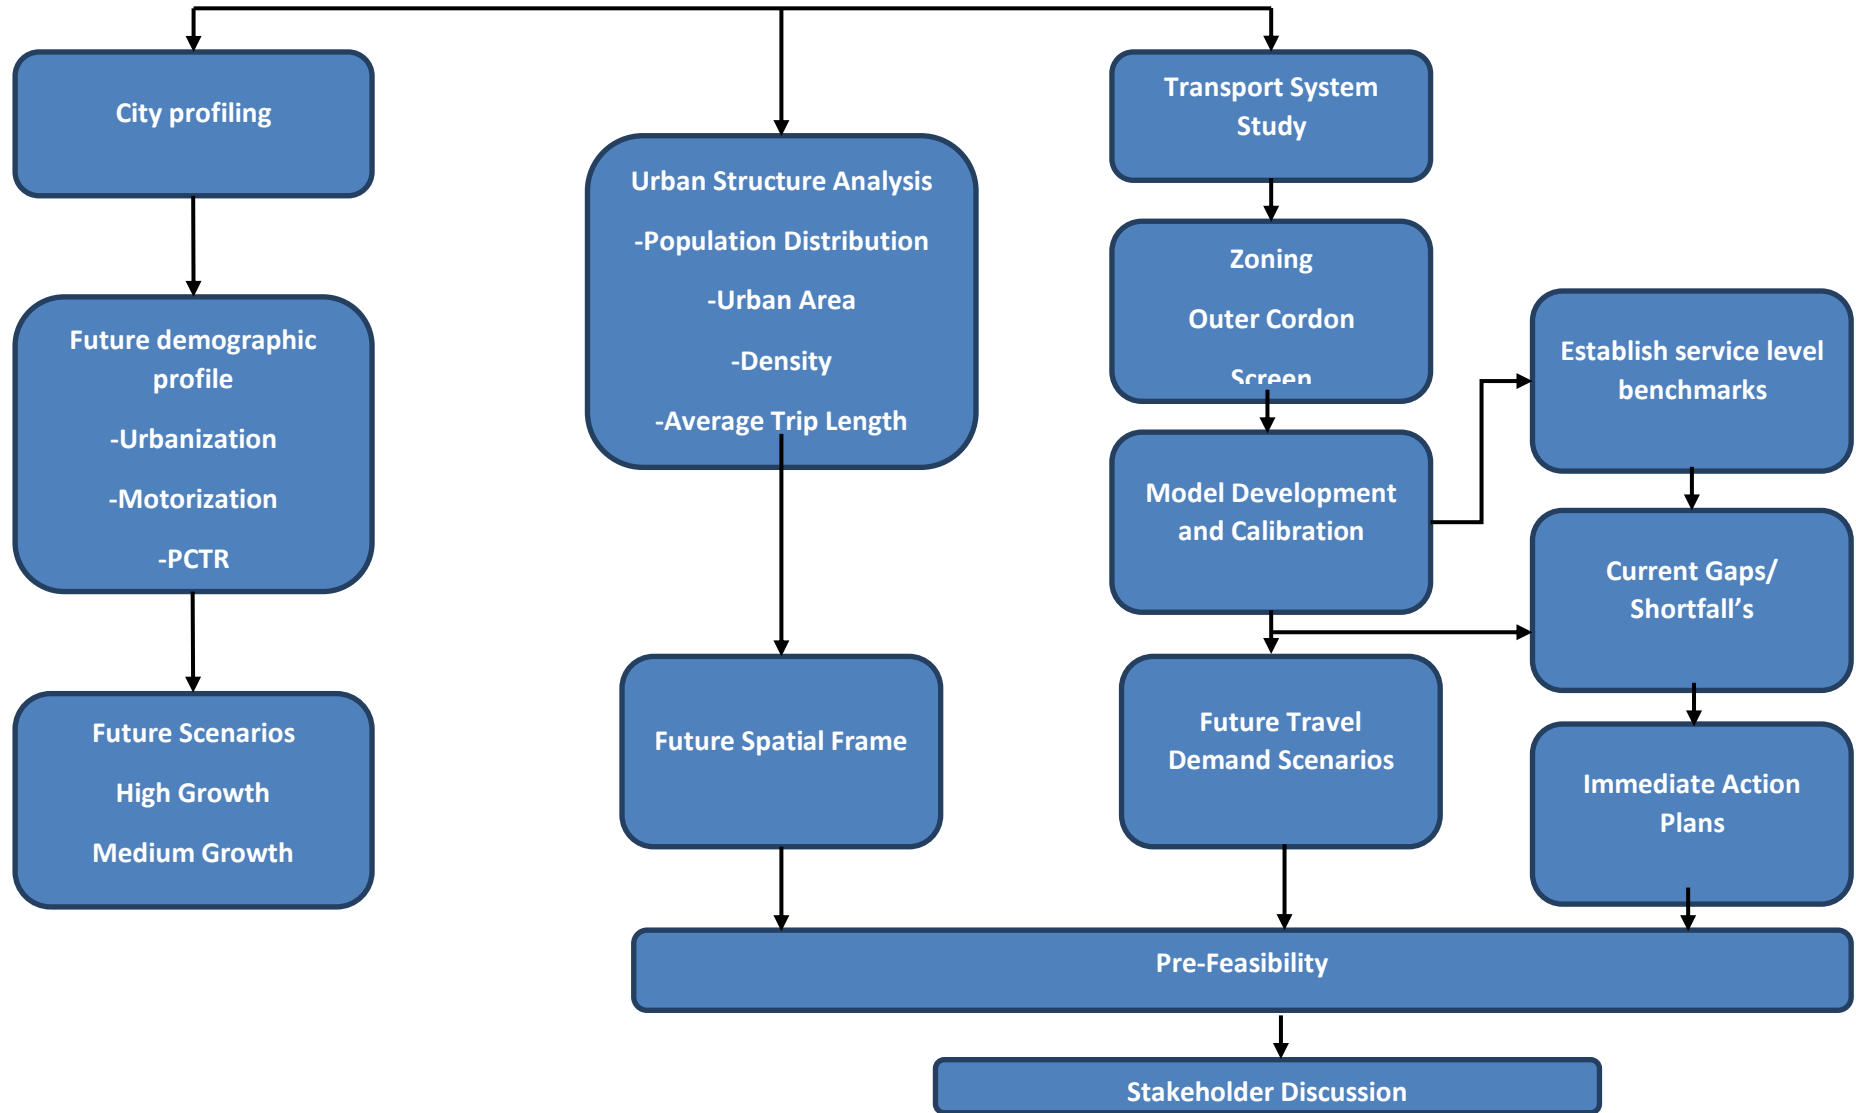 City profiling
Transport System
Study
Urban Structure Analysis
-Population Distribution
-Urban Area
-Density
-Average Trip Length
Zoning
Outer Cordon
Screen
Future demographic
profile
-Urbanization
-Motorization
-PCTR
Establish service level
benchmarks
Model Development
and Calibration
Current Gaps/
Shortfall’s
Future Scenarios
High Growth
Medium Growth
Future Spatial Frame
Future Travel
Demand Scenarios
Immediate Action
Plans
Pre-Feasibility
Stakeholder Discussion